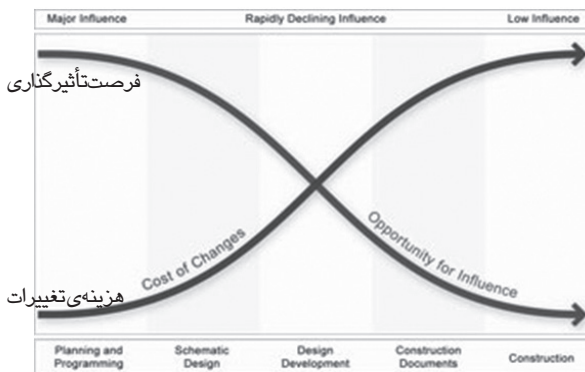 Major Influence Rapidly Declining Influence Low Influence
فرصت‌تأثیرگذاری
Cost of Changes
Opportunity for Influence
هزینه‌ی‌تغییرات
Planning and Programming
Schematic Design
Design Development
Construction Documents
Construction